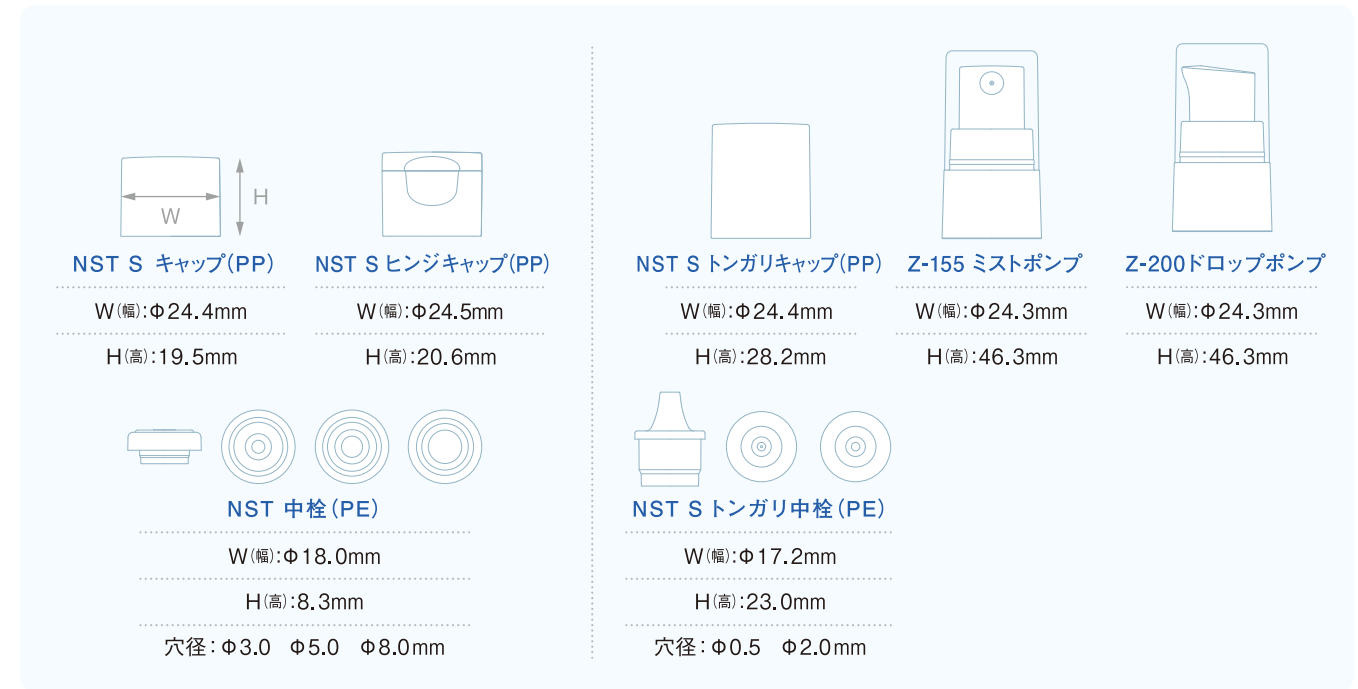 H
W
NST S キャップ(PP)
W(幅):Φ24.4mm
H(高):19.5mm
NST S ヒンジキャップ(PP)
W(幅):Φ24.5mm
H(高):20.6mm
NST 中栓(PE)
W(幅):Φ18.0mm
H(高):8.3mm
穴径:Φ3.0 Φ5.0 Φ8.0mm
NST S トンガリキャップ(PP)
W(幅):Φ24.4mm
H(高):28.2mm
Z-155 ミストポンプ
W(幅):Φ24.3mm
H(高):46.3mm
Z-200ドロップポンプ
W(幅):Φ24.3mm
H(高):46.3mm
NST S トンガリ中栓(PE)
W(幅):Φ17.2mm
H(高):23.0mm
穴径:Φ0.5 Φ2.0mm